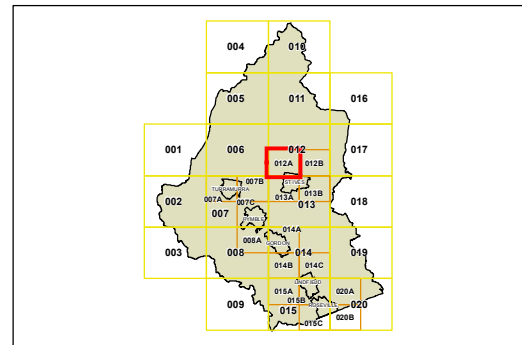 004 010
005 011 016
001 006 012 017
012A 012B
007B ST IVES
TURRAMURRA
002 007A 007C 013A 013B 018
007 013
PYMBLE
014A
008A GORDON
003 008 014 019
014B 014C
LINDFIELD
015A 020A
009 015B ROSEVILLE 020
015 020B
015C